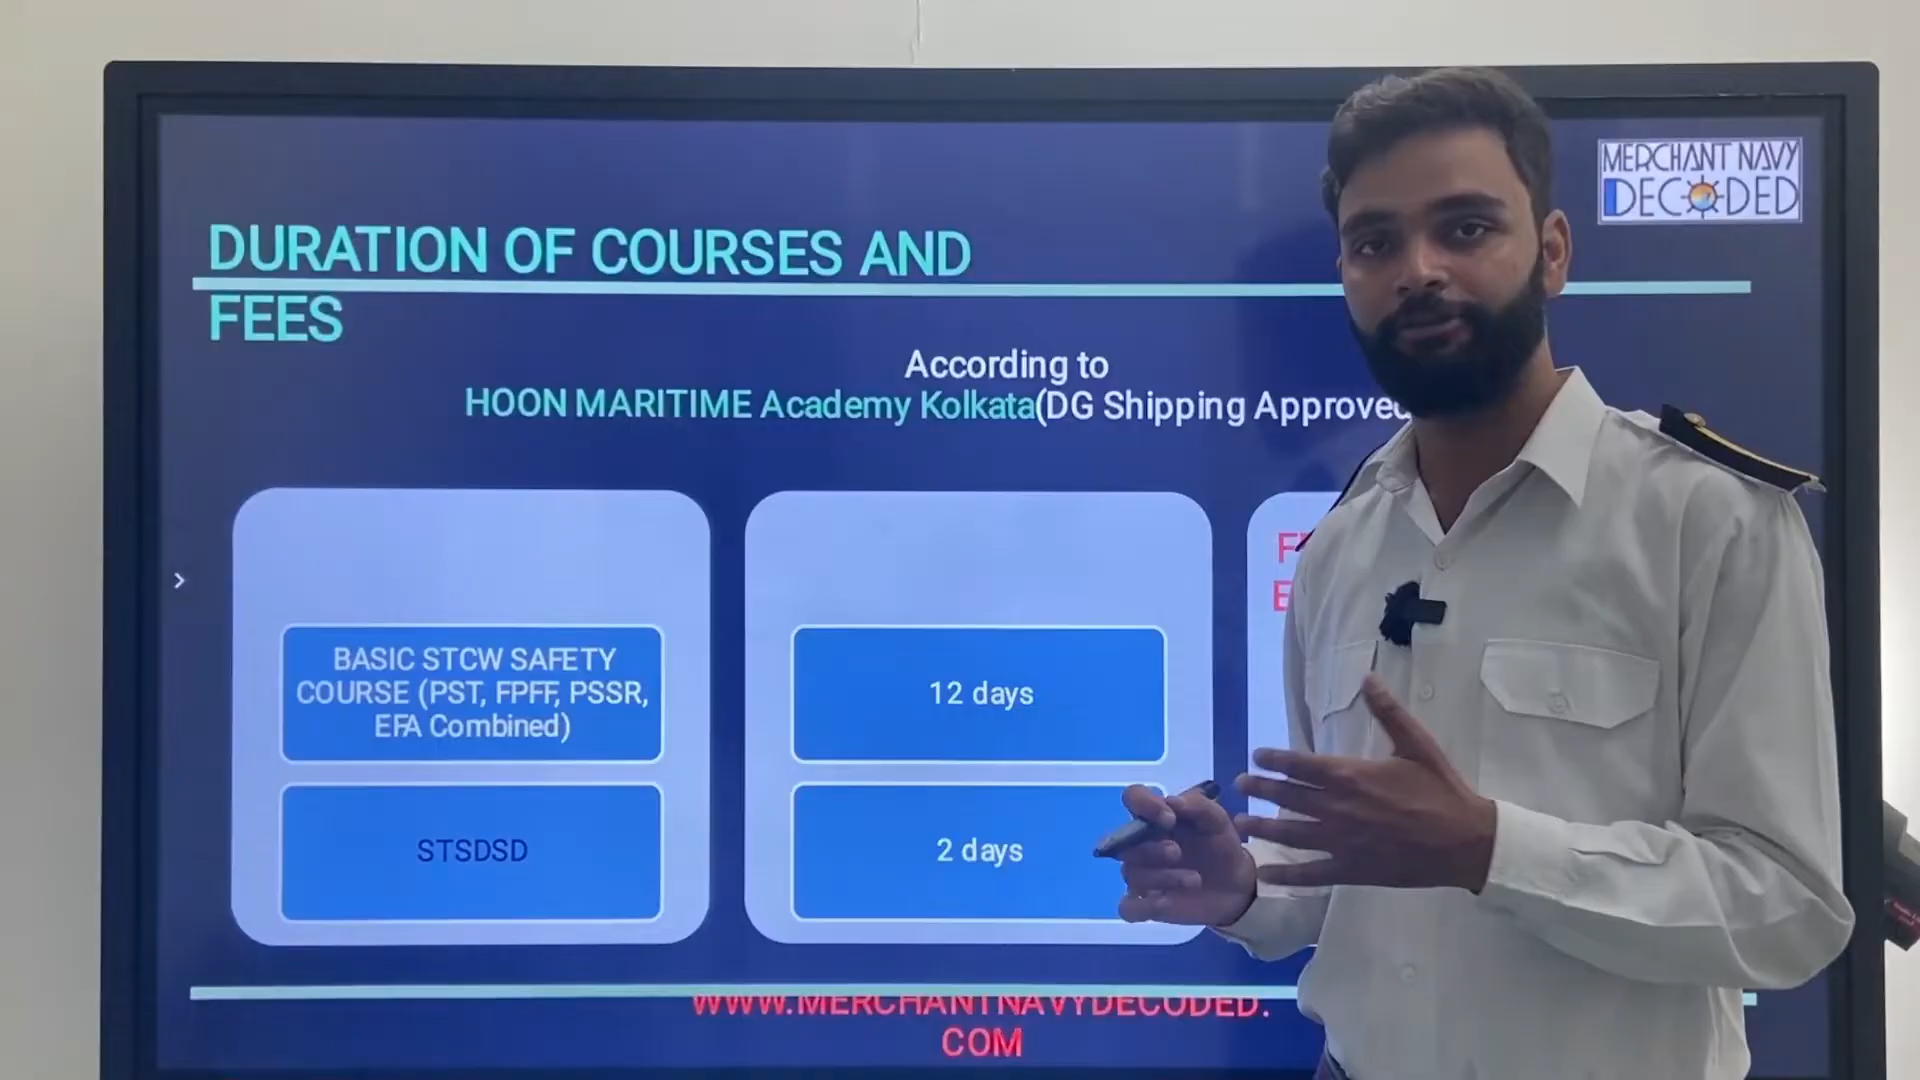 MERCHANT NAVY
DECODED
DURATION OF COURSES AND
FEES
According to
HOON MARITIME Academy Kolkata(DG Shipping Approved
BASIC STCW SAFETY
COURSE (PST, FPFF, PSSR,
EFA Combined)
12 days
STSDSD
2 days
WWW.MERCHANTNAVYDECODED.
COM